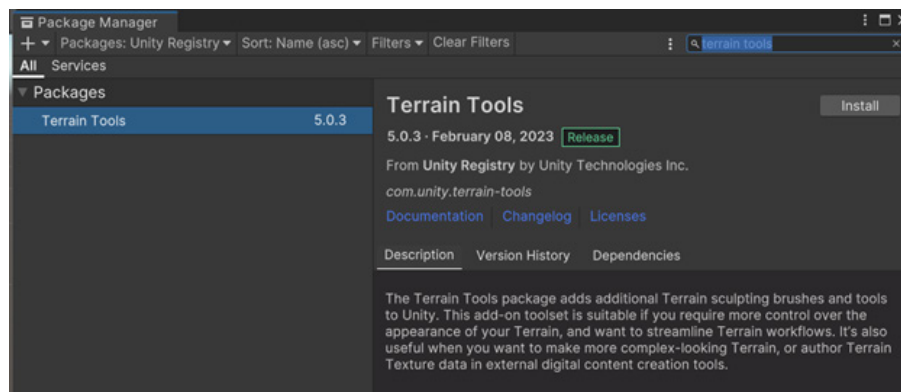 Package Manager
+ Packages: Unity Registry Sort: Name (asc) Filters Clear Filters terrain tools
All Services
Packages
Terrain Tools 5.0.3
Terrain Tools
Install
5.0.3 · February 08, 2023 Release
From Unity Registry by Unity Technologies Inc.
com.unity.terrain-tools
Documentation Changelog Licenses
Description Version History Dependencies
The Terrain Tools package adds additional Terrain sculpting brushes and tools
to Unity. This add-on toolset is suitable if you require more control over the
appearance of your Terrain, and want to streamline Terrain workflows. It's also
useful when you want to make more complex-looking Terrain, or author Terrain
Texture data in external digital content creation tools.